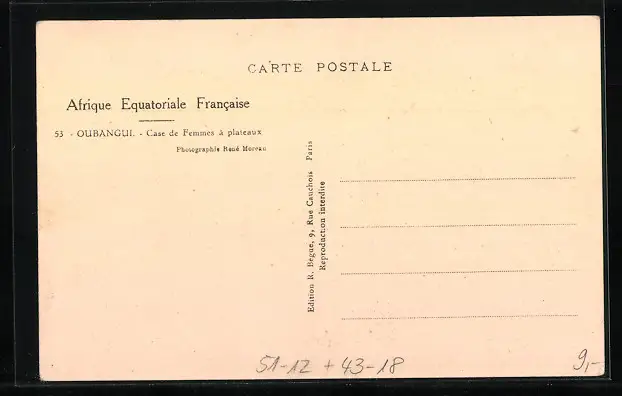 CARTE POSTALE
Afrique Equatoriale Française
53 - OUBANGUI. - Case de Femmes à plateaux
Photographie René Moreau
Edition R. Bègue, 9, Rue Cauchois Paris
Reproduction interdite
51-12 + 43-18
9,-